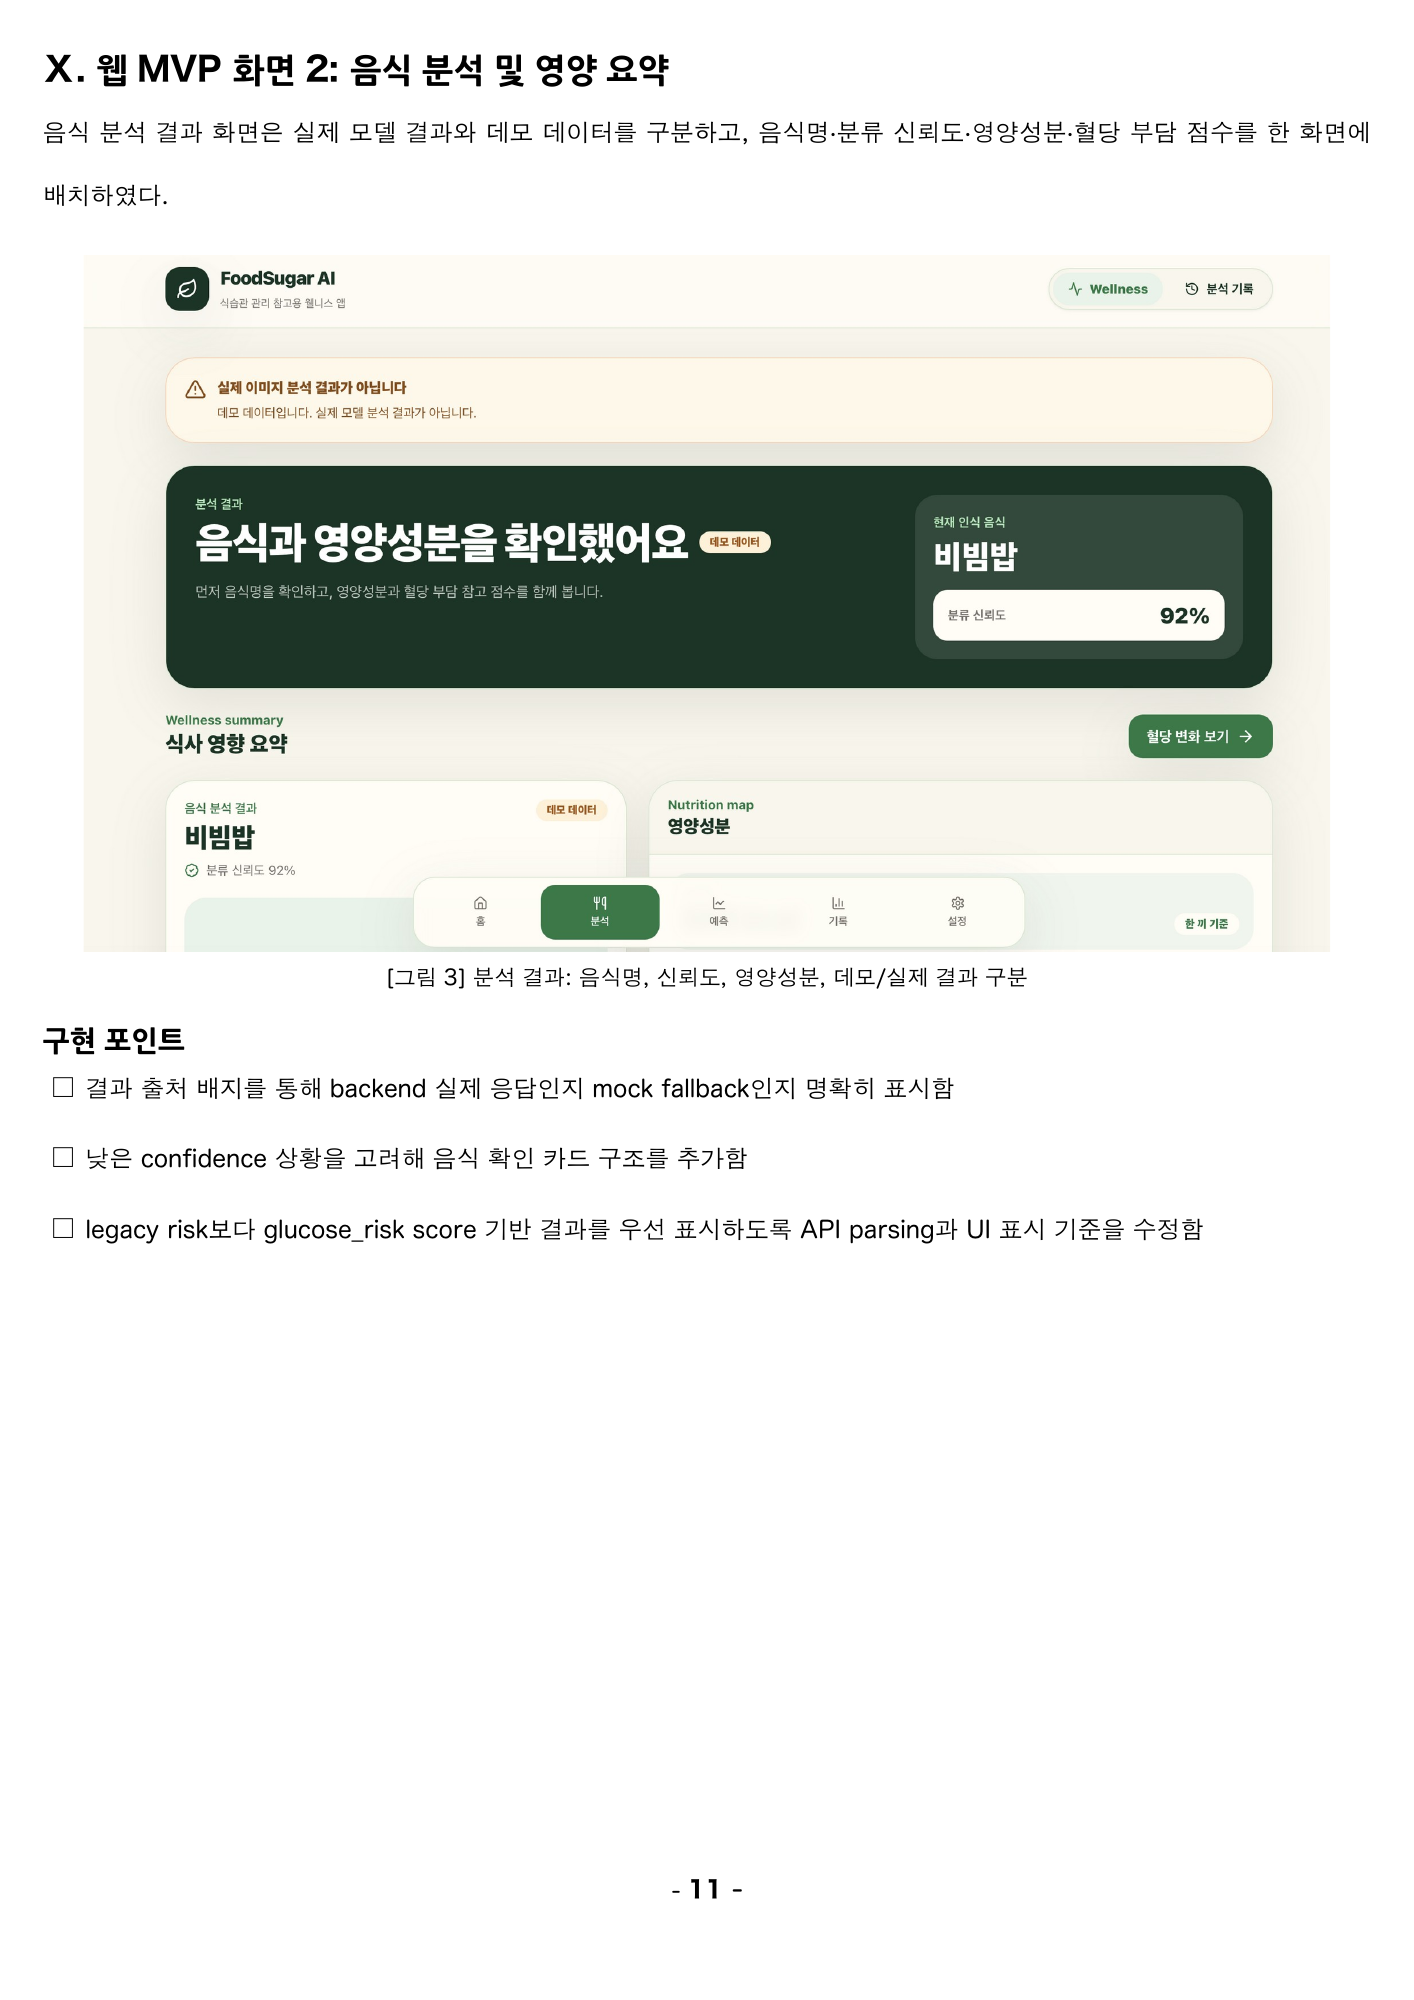 X. 웹 MVP 화면 2: 음식 분석 및 영양 요약
음식 분석 결과 화면은 실제 모델 결과와 데모 데이터를 구분하고, 음식명·분류 신뢰도·영양성분·혈당 부담 점수를 한 화면에
배치하였다.
FoodSugar AI
식습관 관리 참고용 웰니스 앱
Wellness
분석 기록
실제 이미지 분석 결과가 아닙니다
데모 데이터입니다. 실제 모델 분석 결과가 아닙니다.
분석 결과
음식과 영양성분을 확인했어요 데모 데이터
먼저 음식명을 확인하고, 영양성분과 혈당 부담 참고 점수를 함께 봅니다.
현재 인식 음식
비빔밥
분류 신뢰도 92%
Wellness summary
식사 영향 요약
혈당 변화 보기
음식 분석 결과
데모 데이터
비빔밥
분류 신뢰도 92%
Nutrition map
영양성분
한 끼 기준
홈 분석 예측 기록 설정
[그림 3] 분석 결과: 음식명, 신뢰도, 영양성분, 데모/실제 결과 구분
구현 포인트
□ 결과 출처 배지를 통해 backend 실제 응답인지 mock fallback인지 명확히 표시함
□ 낮은 confidence 상황을 고려해 음식 확인 카드 구조를 추가함
□ legacy risk보다 glucose_risk score 기반 결과를 우선 표시하도록 API parsing과 UI 표시 기준을 수정함
- 11 -